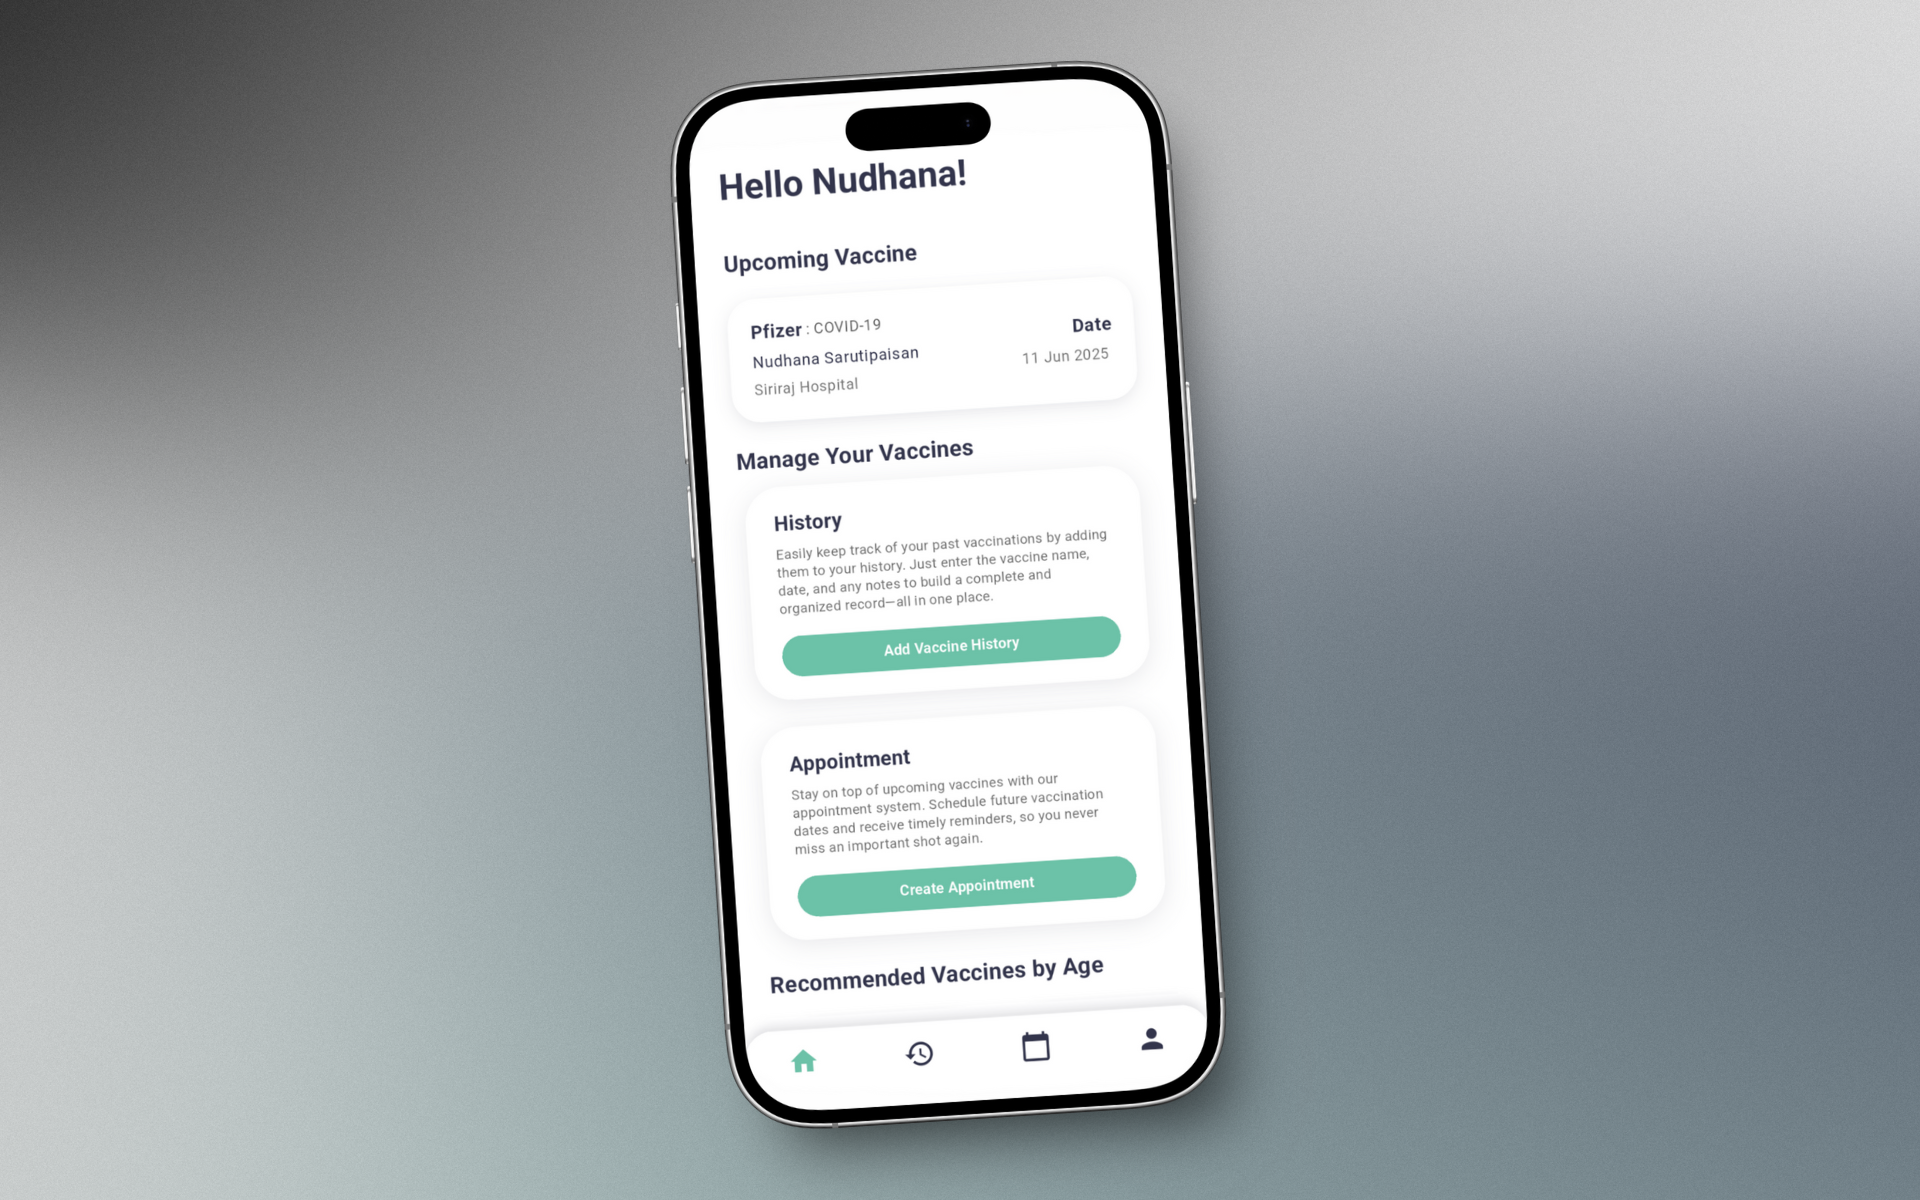 Hello Nudhana!
Upcoming Vaccine
Pfizer : COVID-19
Date
Nudhana Sarutipaisan
11 Jun 2025
Siriraj Hospital
Manage Your Vaccines
History
Easily keep track of your past vaccinations by adding
them to your history. Just enter the vaccine name,
date, and any notes to build a complete and
organized record—all in one place.
Add Vaccine History
Appointment
Stay on top of upcoming vaccines with our
appointment system. Schedule future vaccination
dates and receive timely reminders, so you never
miss an important shot again.
Create Appointment
Recommended Vaccines by Age